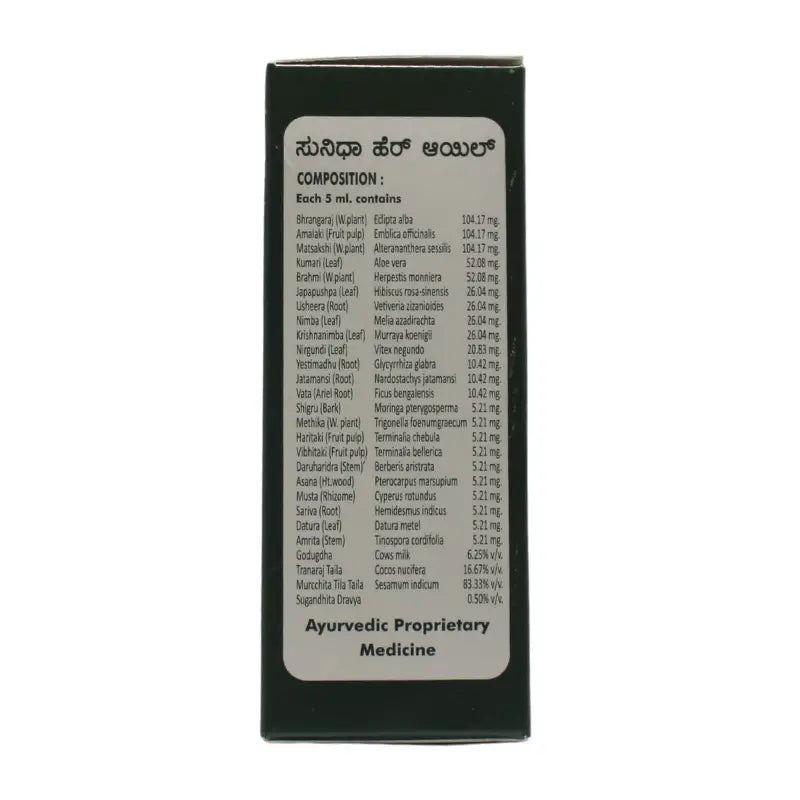 ಸುನಿಧಾ ಹೆರ್ ಆಯಿಲ್
COMPOSITION :
Each 5 ml. contains
Bhrangaraj (W.plant) Eclipta alba 104.17 mg.
Amalaki (Fruit pulp) Emblica officinalis 104.17 mg.
Matsakshi (W.plant) Alterananthera sessilis 104.17 mg.
Kumari (Leaf) Aloe vera 52.08 mg.
Brahmi (W.plant) Herpestis monniera 52.08 mg.
Japapushpa (Leaf) Hibiscus rosa-sinensis 26.04 mg.
Usheera (Root) Vetiveria zizanioides 26.04 mg.
Nimba (Leaf) Melia azadirachta 26.04 mg.
Krishnanimba (Leaf) Murraya koenigii 26.04 mg.
Nirgundi (Leaf) Vitex negundo 20.83 mg.
Yestimadhu (Root) Glycyrrhiza glabra 10.42 mg.
Jatamansi (Root) Nardostachys jatamansi 10.42 mg.
Vata (Ariel Root) Ficus bengalensis 10.42 mg.
Shigru (Bark) Moringa pterygosperma 5.21 mg.
Methika (W. plant) Trigonella foenumgraecum 5.21 mg.
Haritaki (Fruit pulp) Terminalia chebula 5.21 mg.
Vibhitaki (Fruit pulp) Terminalia bellerica 5.21 mg.
Daruharidra (Stem)' Berberis aristrata 5.21 mg.
Asana (Ht.wood) Pterocarpus marsupium 5.21 mg.
Musta (Rhizome) Cyperus rotundus 5.21 mg.
Sariva (Root) Hemidesmus indicus 5.21 mg.
Datura (Leaf) Datura metel 5.21 mg.
Amrita (Stem) Tinospora cordifolia 5.21 mg.
Godugdha Cows milk 6.25% v/v.
Tranaraj Taila Cocos nucifera 16.67% v/v.
Murcchita Tila Taila Sesamum indicum 83.33% v/v.
Sugandhita Dravya 0.50% v/v.
Ayurvedic Proprietary
Medicine